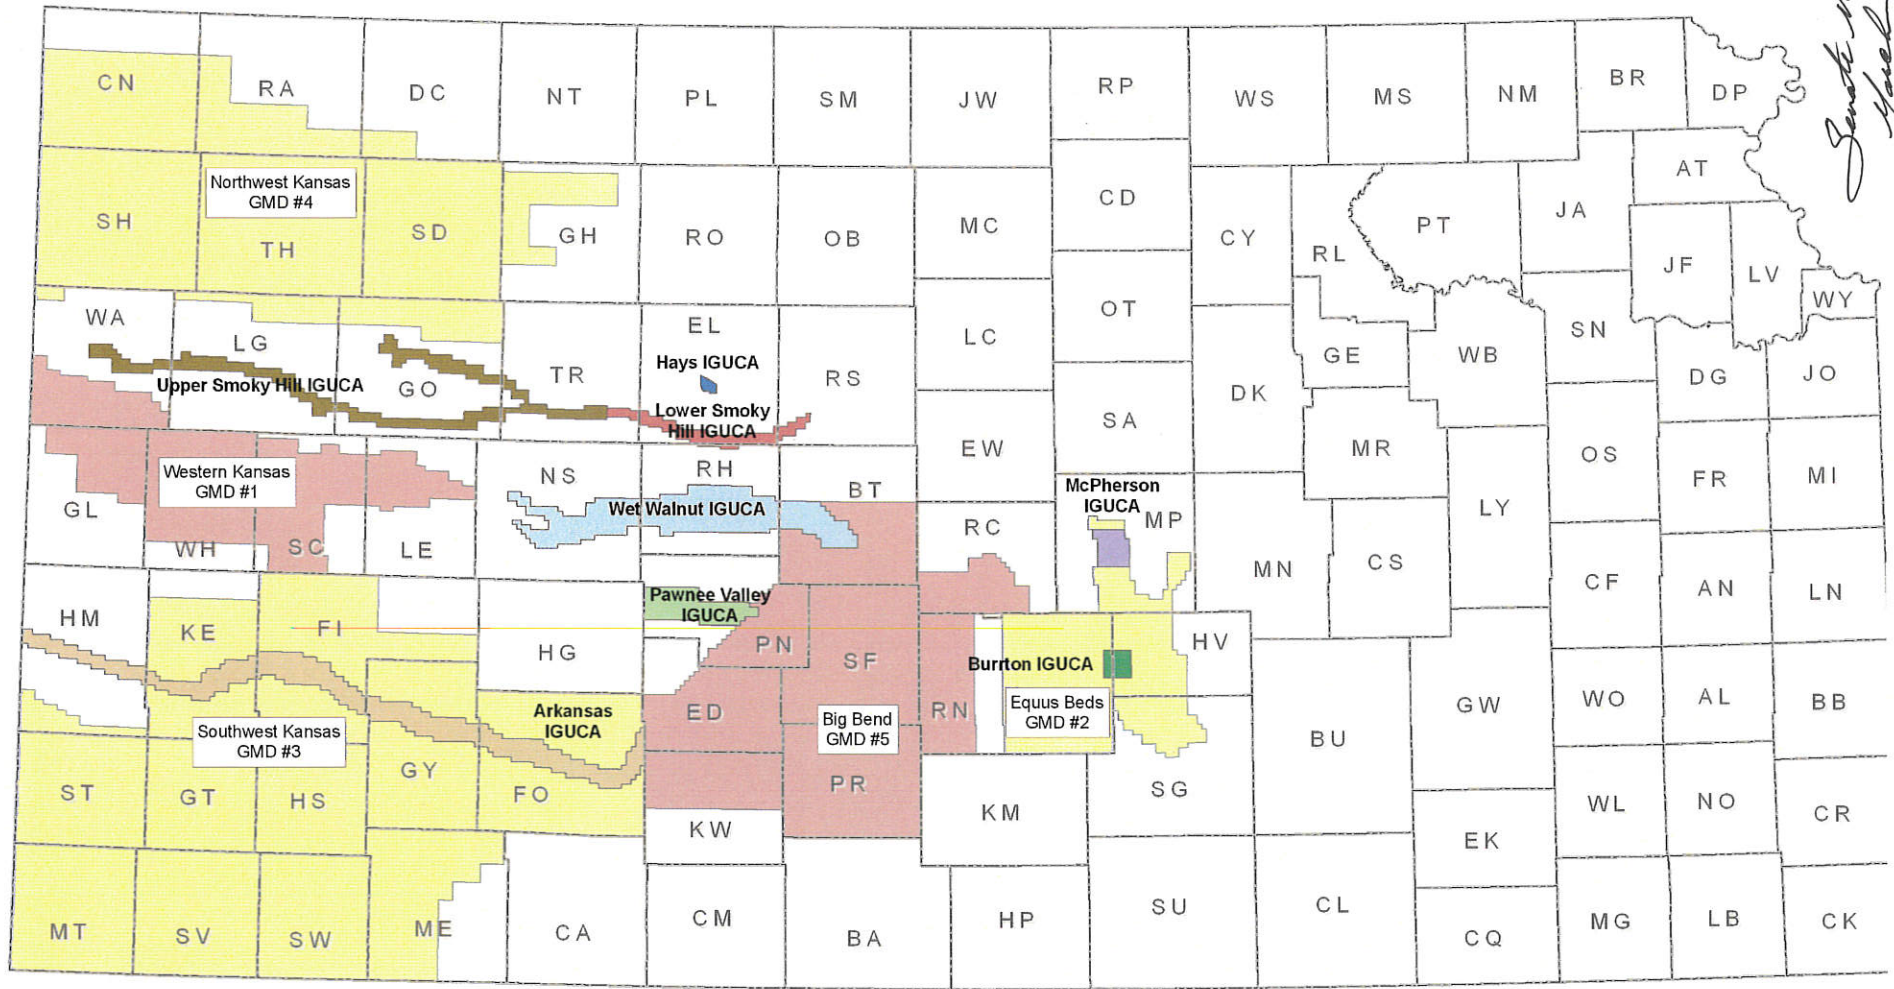 Senate
CN
RA
DC
NT
PL
SM
JW
RP
WS
MS
NM
BR
DP
Northwest Kansas
GMD #4
SH
TH
SD
GH
RO
OB
MC
CD
CY
RL
PT
JA
AT
JF
LV
WY
WA
LG
GO
TR
EL
RS
LC
OT
DK
GE
WB
SN
DG
JO
Upper Smoky Hill IGUCA
Hays IGUCA
Lower Smoky
Hill IGUCA
EW
SA
MR
OS
FR
MI
Western Kansas
GMD #1
GL
WH
SC
LE
NS
RH
BT
Wet Walnut IGUCA
RC
McPherson
IGUCA
MP
MN
CS
LY
CF
AN
LN
HM
KE
FI
HG
Pawnee Valley
IGUCA
PN
SF
RN
Burrton IGUCA
HV
Equus Beds
GMD #2
BU
GW
WO
AL
BB
Southwest Kansas
GMD #3
Arkansas
IGUCA
ED
Big Bend
GMD #5
ST
GT
HS
GY
FO
KW
PR
KM
SG
EK
WL
NO
CR
MT
SV
SW
ME
CA
CM
BA
HP
SU
CL
CQ
MG
LB
CK